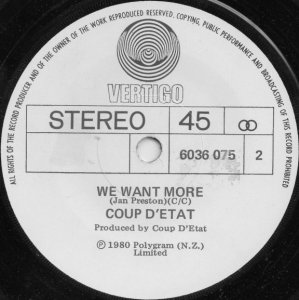 ALL RIGHTS OF THE RECORD PRODUCER AND OF THE OWNER OF THE WORK REPRODUCED RESERVED. COPYING, PUBLIC PERFORMANCE AND BROADCASTING OF THIS RECORD PROHIBITED
VERTIGO
STEREO 45
6036 075 2
WE WANT MORE
(Jan Preston)(C/C)
COUP D'ETAT
Produced by Coup D'Etat
℗ 1980 Polygram (N.Z.)
Limited